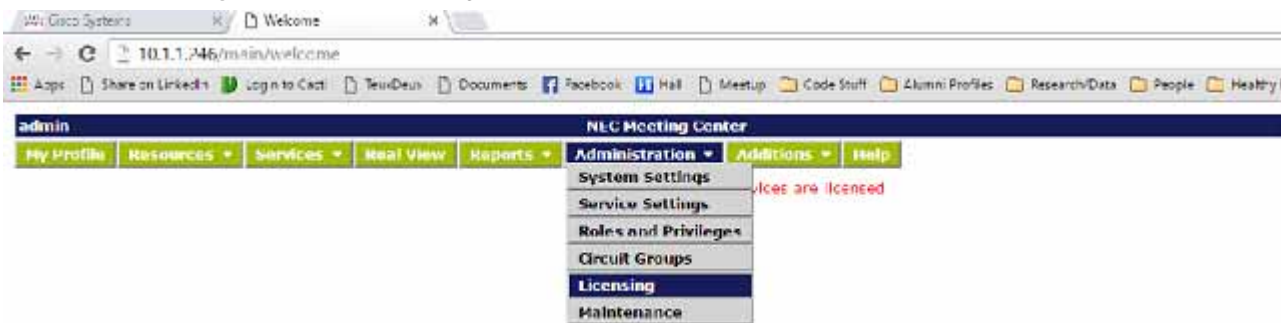 Cisco Systems Welcome
10.1.1.246/main/welcome
Apps Share on LinkedIn Login to Cacti TeuxDeux Documents Facebook Hall Meetup Code Stuff Alumni Profiles Research/Data People Healthy
admin NEC Meeting Center
My Profile Resources Services Real View Reports Administration Additions Help
System Settings
vices are licensed
Service Settings
Roles and Privileges
Circuit Groups
Licensing
Maintenance